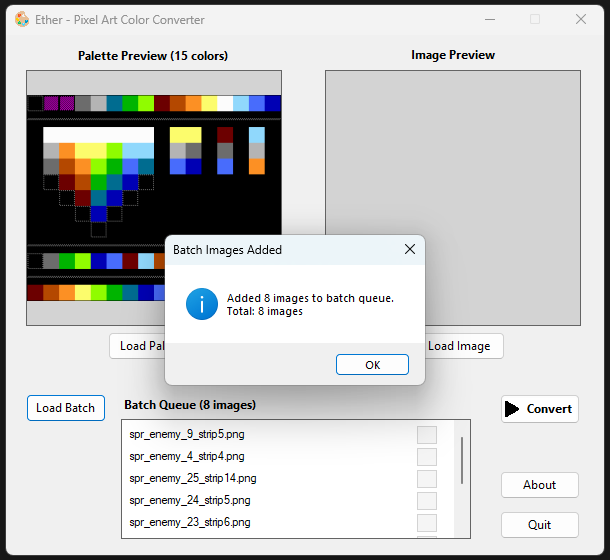 Ether - Pixel Art Color Converter
Palette Preview (15 colors)
Image Preview
Batch Images Added
Added 8 images to batch queue.
Total: 8 images
OK
Load Pal
Load Image
Load Batch
Batch Queue (8 images)
Convert
spr_enemy_9_strip5.png
spr_enemy_4_strip4.png
spr_enemy_25_strip14.png
spr_enemy_24_strip5.png
spr_enemy_23_strip6.png
About
Quit